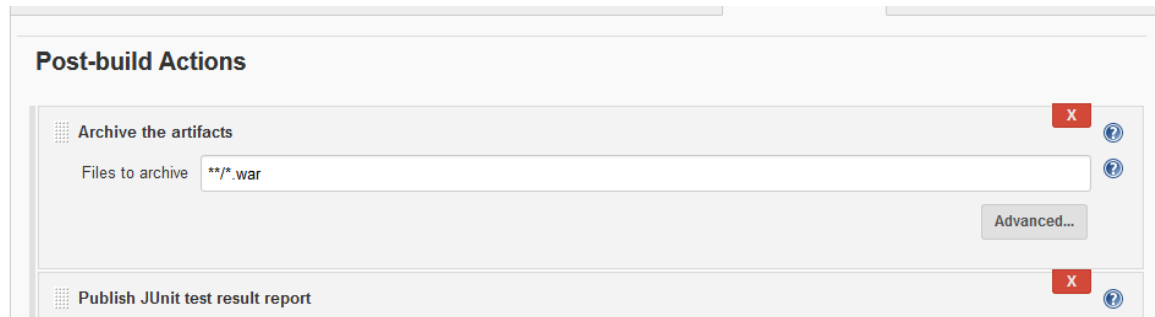 Post-build Actions
X
Archive the artifacts
?
Files to archive **/*.war
?
Advanced...
X
Publish JUnit test result report
?